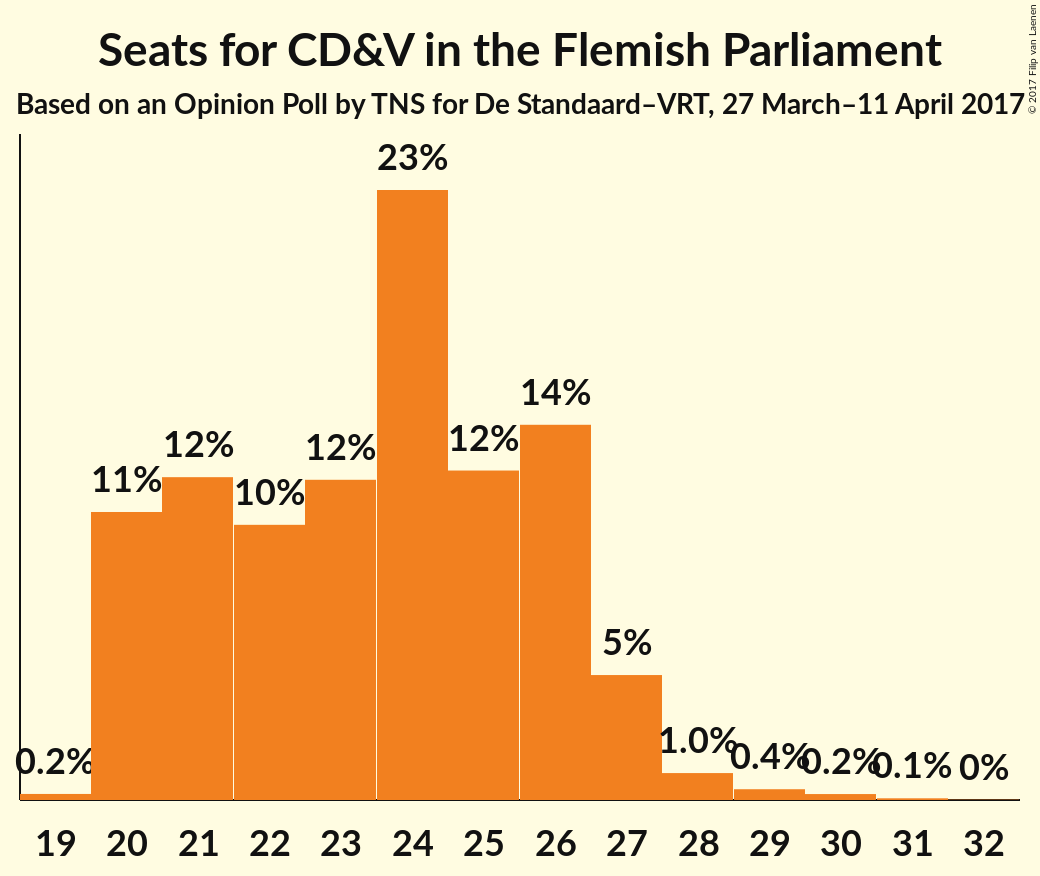 Seats for CD&V in the Flemish Parliament
Based on an Opinion Poll by TNS for De Standaard–VRT, 27 March–11 April 2017
© 2017 Filip van Laenen
0.2% 11% 12% 10% 12% 23% 12% 14% 5% 1.0% 0.4% 0.2% 0.1% 0%
19 20 21 22 23 24 25 26 27 28 29 30 31 32